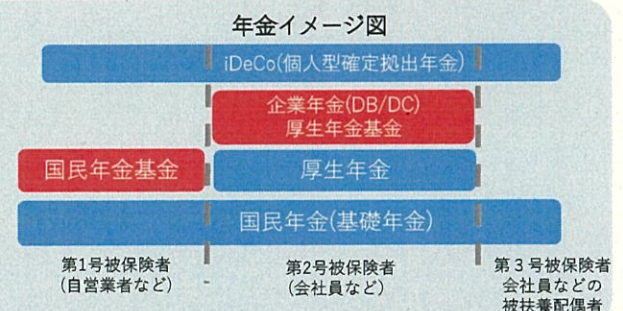 年金イメージ図
iDeCo(個人型確定拠出年金)
企業年金(DB/DC)
厚生年金基金
国民年金基金
厚生年金
国民年金(基礎年金)
第1号被保険者
(自営業者など)
第2号被保険者
(会社員など)
第３号被保険者
会社員などの
被扶養配偶者